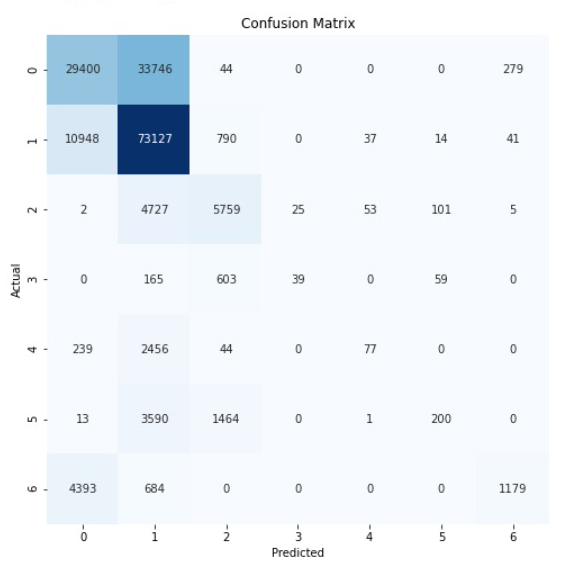 Confusion Matrix
0 29400 33746 44 0 0 0 279
1 10948 73127 790 0 37 14 41
2 2 4727 5759 25 53 101 5
Actual
3 0 165 603 39 0 59 0
4 239 2456 44 0 77 0 0
5 13 3590 1464 0 1 200 0
6 4393 684 0 0 0 0 1179
0 1 2 3 4 5 6
Predicted